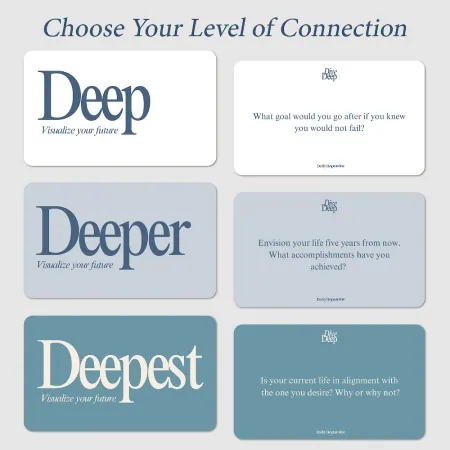 Choose Your Level of Connection
Deep
Visualize your future
Dive
Deep
What goal would you go after if you knew
you would not fail?
Deeper
Visualize your future
Dive
Deep
Envision your life five years from now.
What accomplishments have you
achieved?
Deepest
Visualize your future
Dive
Deep
Is your current life in alignment with
the one you desire? Why or why not?